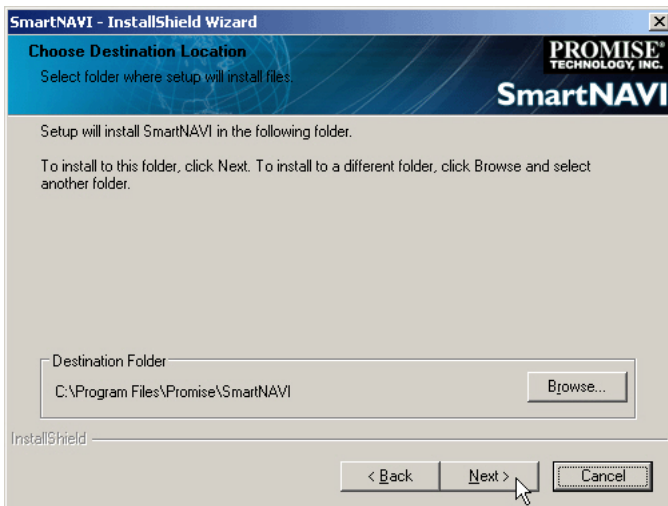 SmartNAVI - InstallShield Wizard
Choose Destination Location
Select folder where setup will install files.
PROMISE®
TECHNOLOGY, INC.
SmartNAVI
Setup will install SmartNAVI in the following folder.
To install to this folder, click Next. To install to a different folder, click Browse and select
another folder.
Destination Folder
C:\Program Files\Promise\SmartNAVI
Browse...
InstallShield
< Back
Next >
Cancel